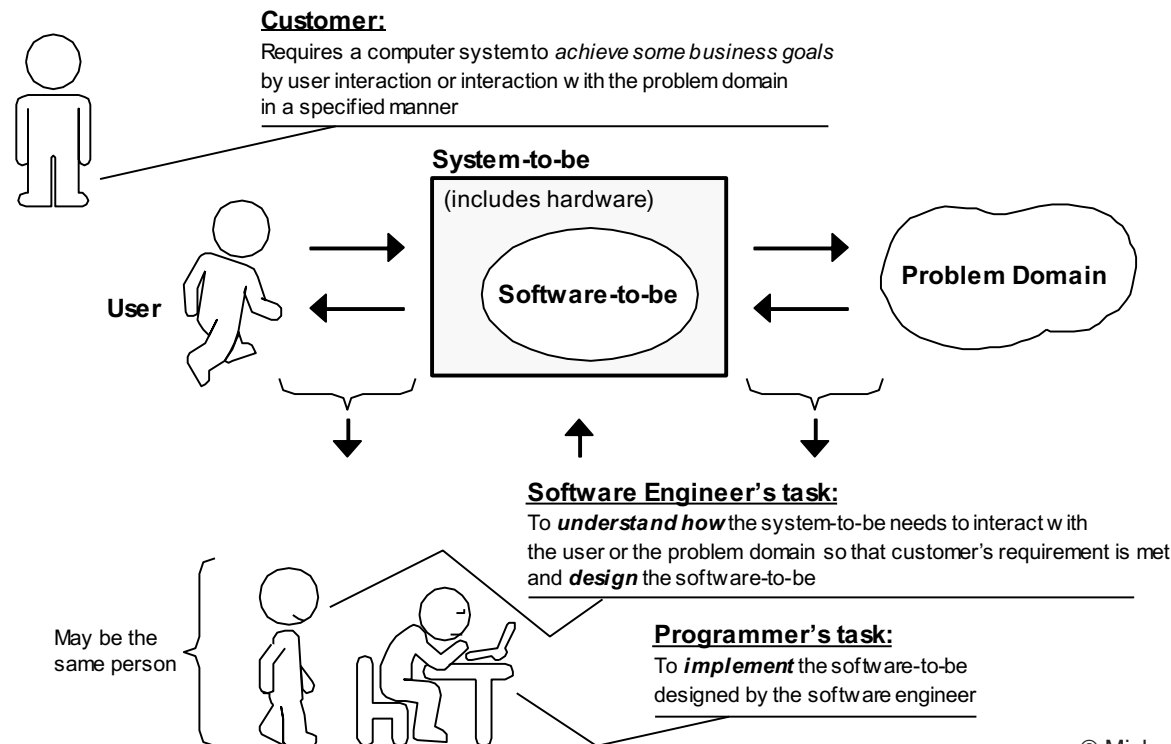 Customer:
Requires a computer system to achieve some business goals
by user interaction or interaction with the problem domain
in a specified manner
System-to-be
(includes hardware)
Software-to-be
User
Problem Domain
Software Engineer’s task:
To understand how the system-to-be needs to interact with
the user or the problem domain so that customer’s requirement is met
and design the software-to-be
May be the
same person
Programmer’s task:
To implement the software-to-be
designed by the software engineer